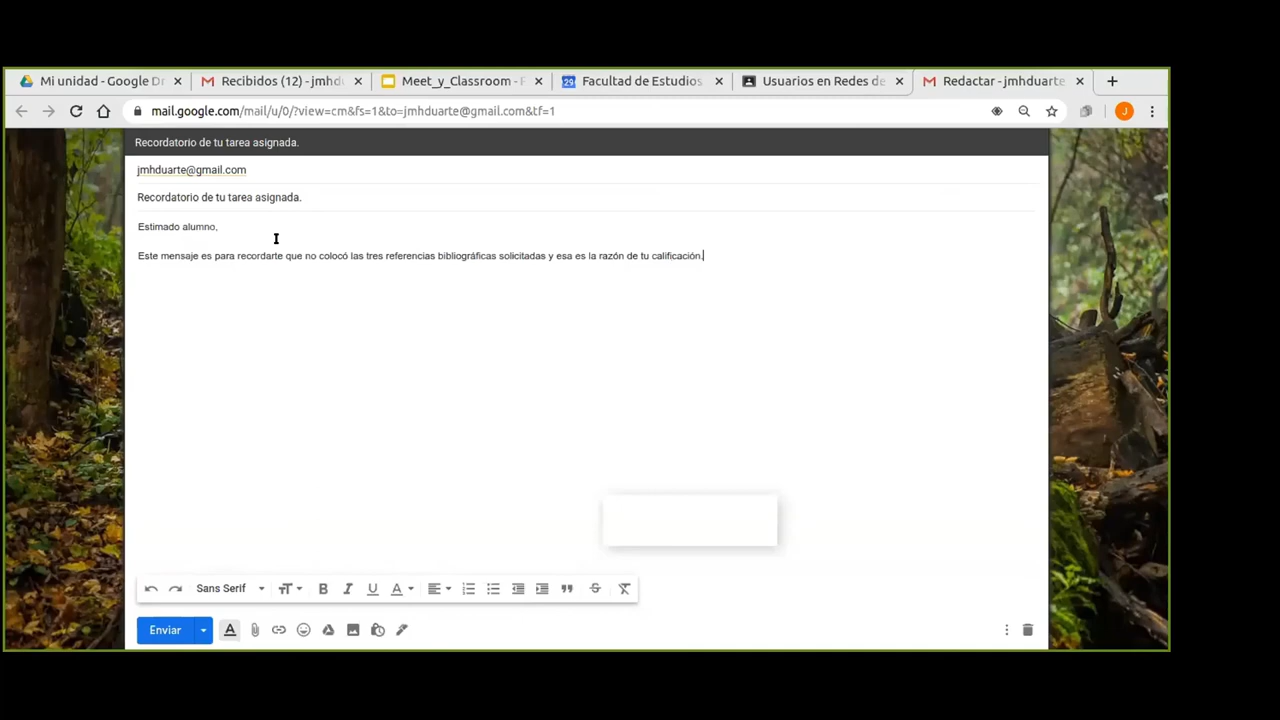 Mi unidad - Google Dr
Recibidos (12) - jmhd
Meet_y_Classroom - P
Facultad de Estudios
Usuarios en Redes de
Redactar - jmhduarte
mail.google.com/mail/u/0/?view=cm&fs=1&to=jmhduarte@gmail.com&tf=1
J
Recordatorio de tu tarea asignada.
jmhduarte@gmail.com
Recordatorio de tu tarea asignada.
Estimado alumno,
Este mensaje es para recordarte que no colocó las tres referencias bibliográficas solicitadas y esa es la razón de tu calificación.
Sans Serif
Enviar